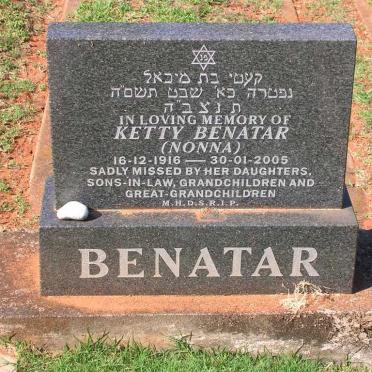 קעטי בת מיכאל
נפטרה כא' שבט תשס"ה
ת נ צ ב "ה
IN LOVING MEMORY OF
KETTY BENATAR
(NONNA)
16-12-1916 — 30-01-2005
SADLY MISSED BY HER DAUGHTERS,
SONS-IN-LAW, GRANDCHILDREN AND
GREAT-GRANDCHILDREN
M.H.D.S.R.I.P.
BENATAR